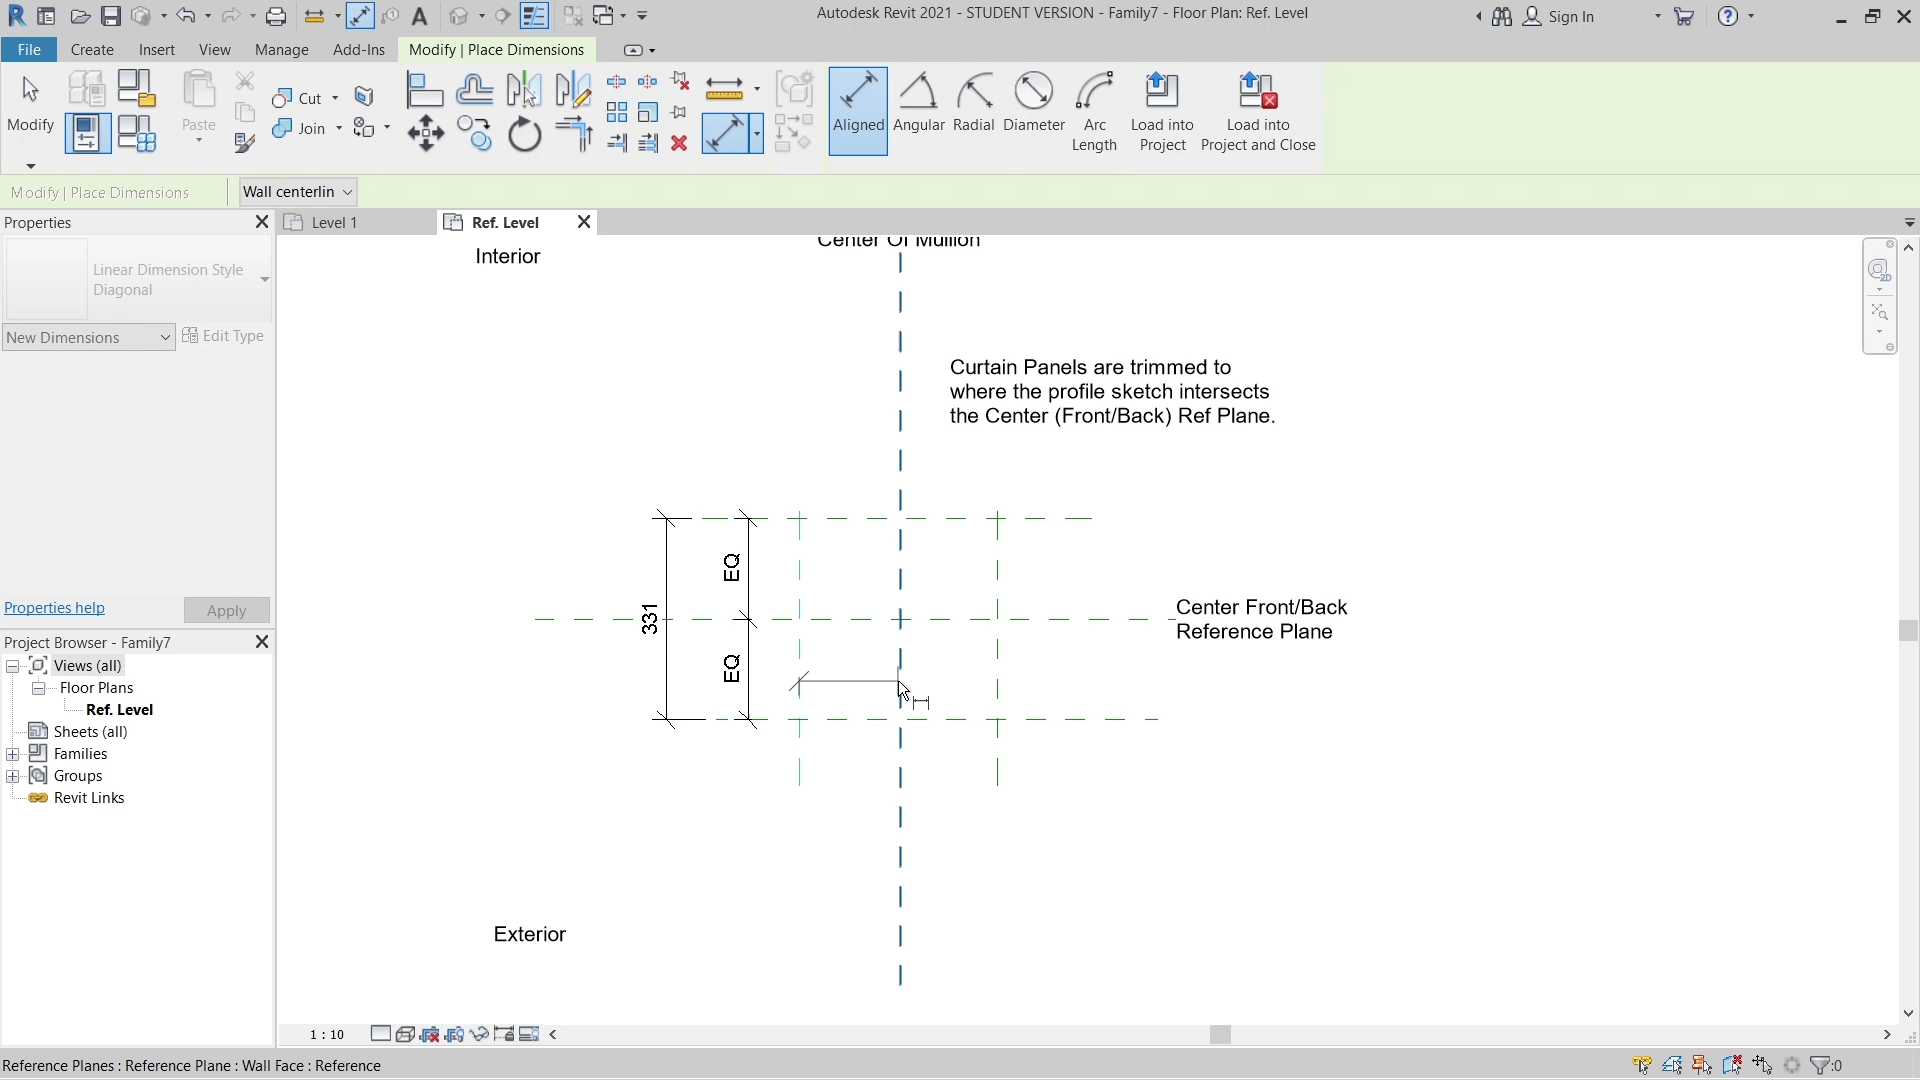 Autodesk Revit 2021 - STUDENT VERSION - Family7 - Floor Plan: Ref. Level
Sign In
File
Create
Insert
View
Manage
Add-Ins
Modify | Place Dimensions
Modify
Paste
Cut
Join
Aligned
Angular
Radial
Diameter
Arc
Length
Load into
Project
Load into
Project and Close
Modify | Place Dimensions
Wall centerlin
Properties
Level 1
Ref. Level
Linear Dimension Style
Diagonal
New Dimensions
Edit Type
Properties help
Apply
Project Browser - Family7
Views (all)
Floor Plans
Ref. Level
Sheets (all)
Families
Groups
Revit Links
Interior
Center Of Mullion
2D
Curtain Panels are trimmed to
where the profile sketch intersects
the Center (Front/Back) Ref Plane.
331
EQ
EQ
Center Front/Back
Reference Plane
Exterior
1 : 10
Reference Planes : Reference Plane : Wall Face : Reference
:0